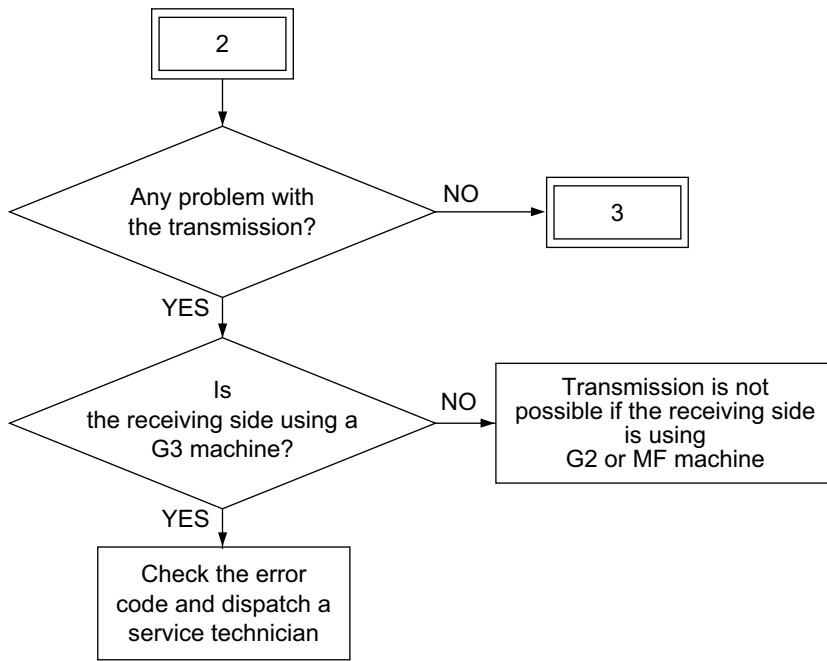 2
Any problem with
the transmission?
NO
3
YES
Is
the receiving side using a
G3 machine?
NO
Transmission is not
possible if the receiving side
is using
G2 or MF machine
YES
Check the error
code and dispatch a
service technician